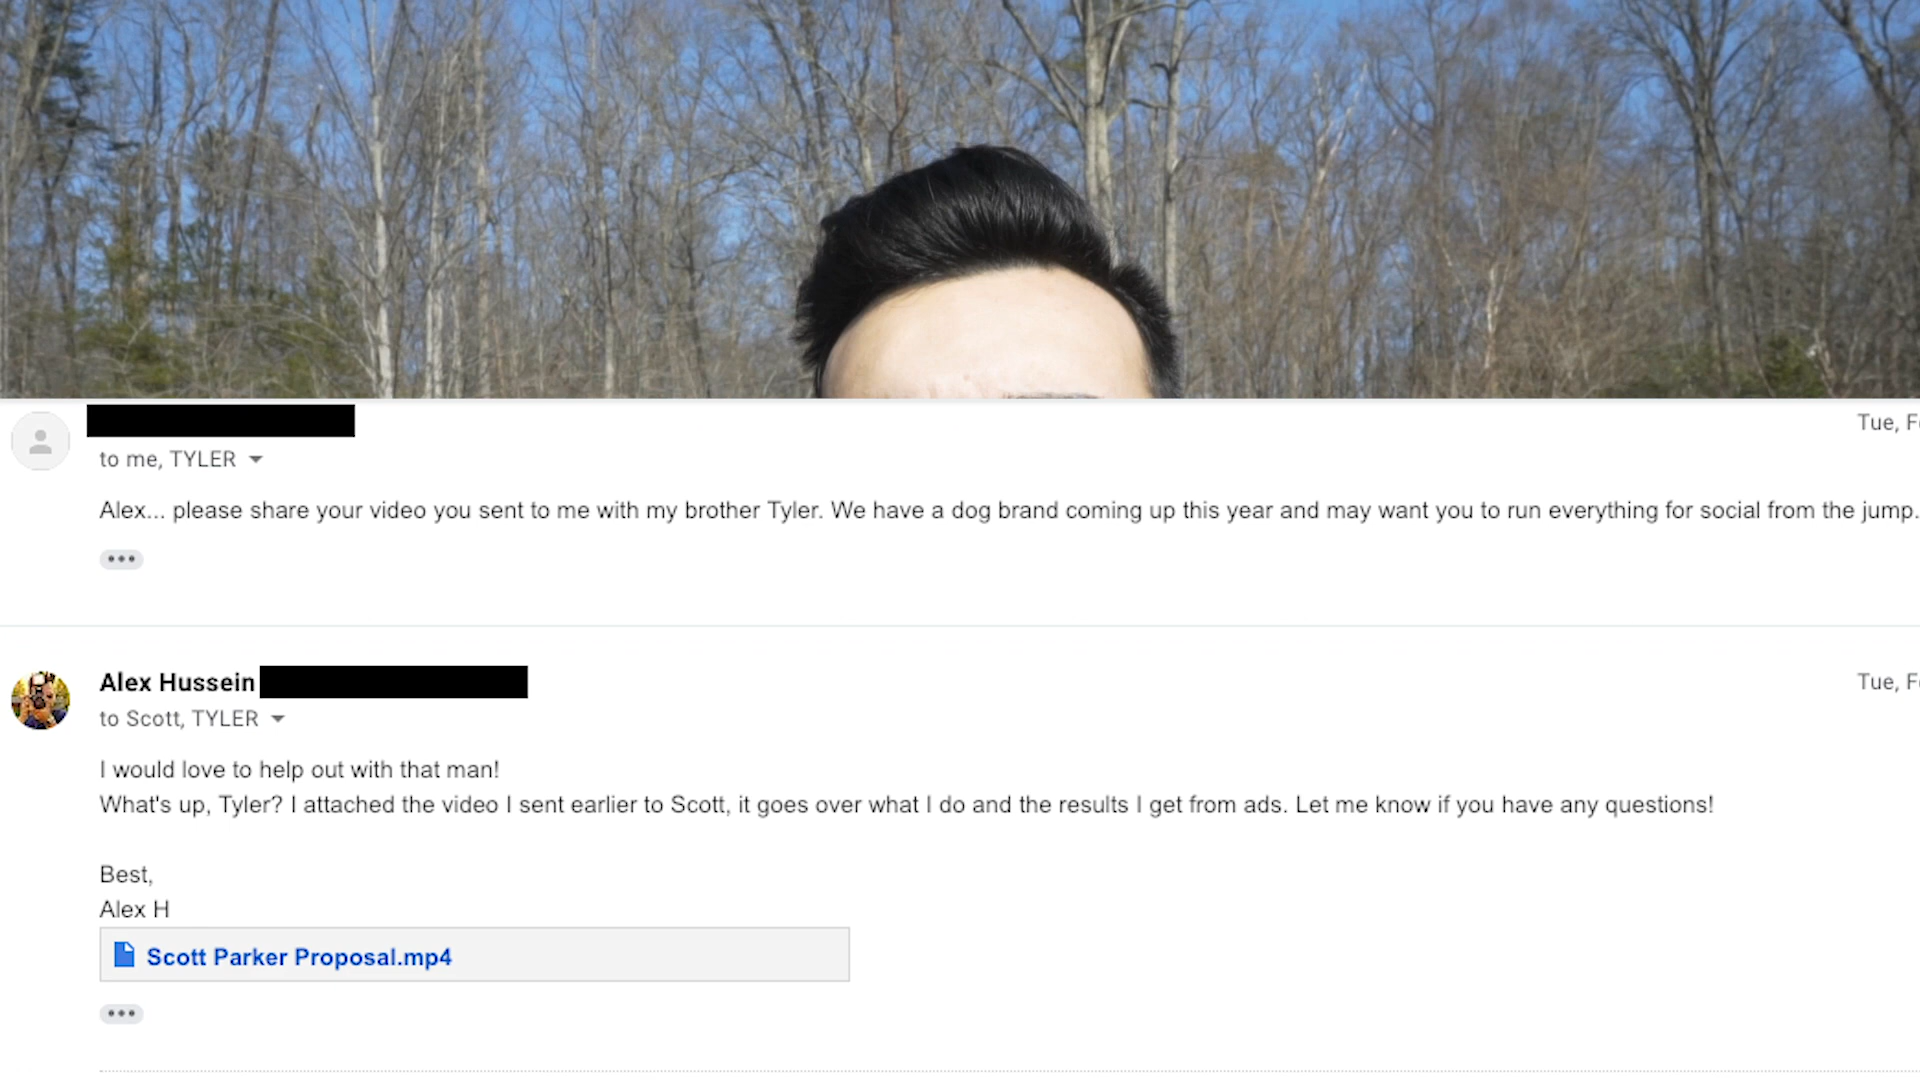 Tue, F
to me, TYLER
Alex... please share your video you sent to me with my brother Tyler. We have a dog brand coming up this year and may want you to run everything for social from the jump.
Alex Hussein
Tue, F
to Scott, TYLER
I would love to help out with that man!
What's up, Tyler? I attached the video I sent earlier to Scott, it goes over what I do and the results I get from ads. Let me know if you have any questions!
Best,
Alex H
Scott Parker Proposal.mp4